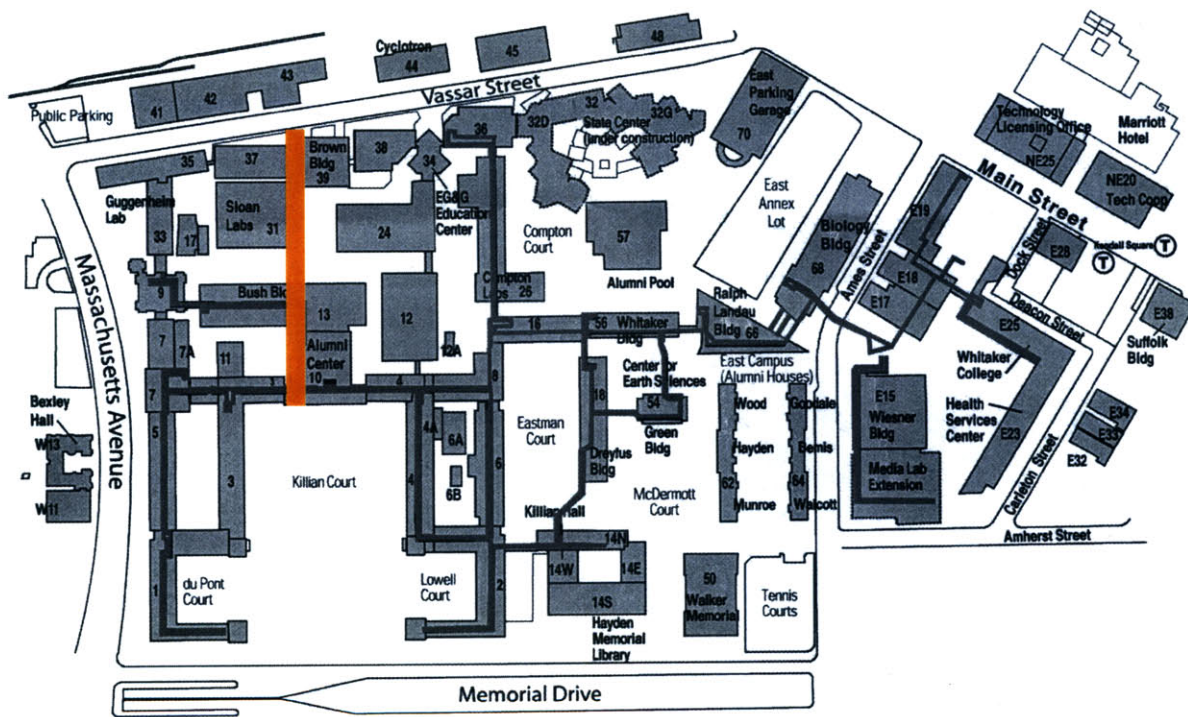 Cyclotron
44
45
48
43
42
41
Public Parking
Vassar Street
East
Parking
Garage
70
Technology
Licensing Office
NE25
Marriott
Hotel
NE20
Tech Coop
Main Street
Kendall Square
T
T
35
37
Brown
Bldg
39
38
34
36
32D
32
32G
State Center
(under construction)
Guggenheim
Lab
33
17
Sloan
Labs
31
24
EG&G
Education
Center
Compton
Court
57
Alumni Pool
East
Annex
Lot
Biology
Bldg
68
Ames Street
E19
E18
E17
Dock Street
E28
Deacon Street
E38
Suffolk
Bldg
Massachusetts Avenue
9
13
12
12A
26
16
56
Whitaker
Bldg
Ralph
Landau
Bldg
66
East Campus
(Alumni Houses)
E25
Whitaker
College
Health
Services
Center
E23
7
7A
7
11
Alumni
Center
10
4
8
18
Center for
Earth Sciences
54
Green
Bldg
Dreyfus
Bldg
Wood
Goodale
Hayden
Bemis
62
64
Munroe
Walcott
E15
Wiesner
Bldg
Media Lab
Extension
E34
E33
E32
Carleton Street
Amherst Street
Bexley
Hall
W13
W11
5
3
Killian Court
4A
6A
6B
4
6
Eastman
Court
McDermott
Court
Killian Hall
14N
14W
14E
14S
Hayden
Memorial
Library
50
Walker
Memorial
Tennis
Courts
1
du Pont
Court
Lowell
Court
2
Memorial Drive